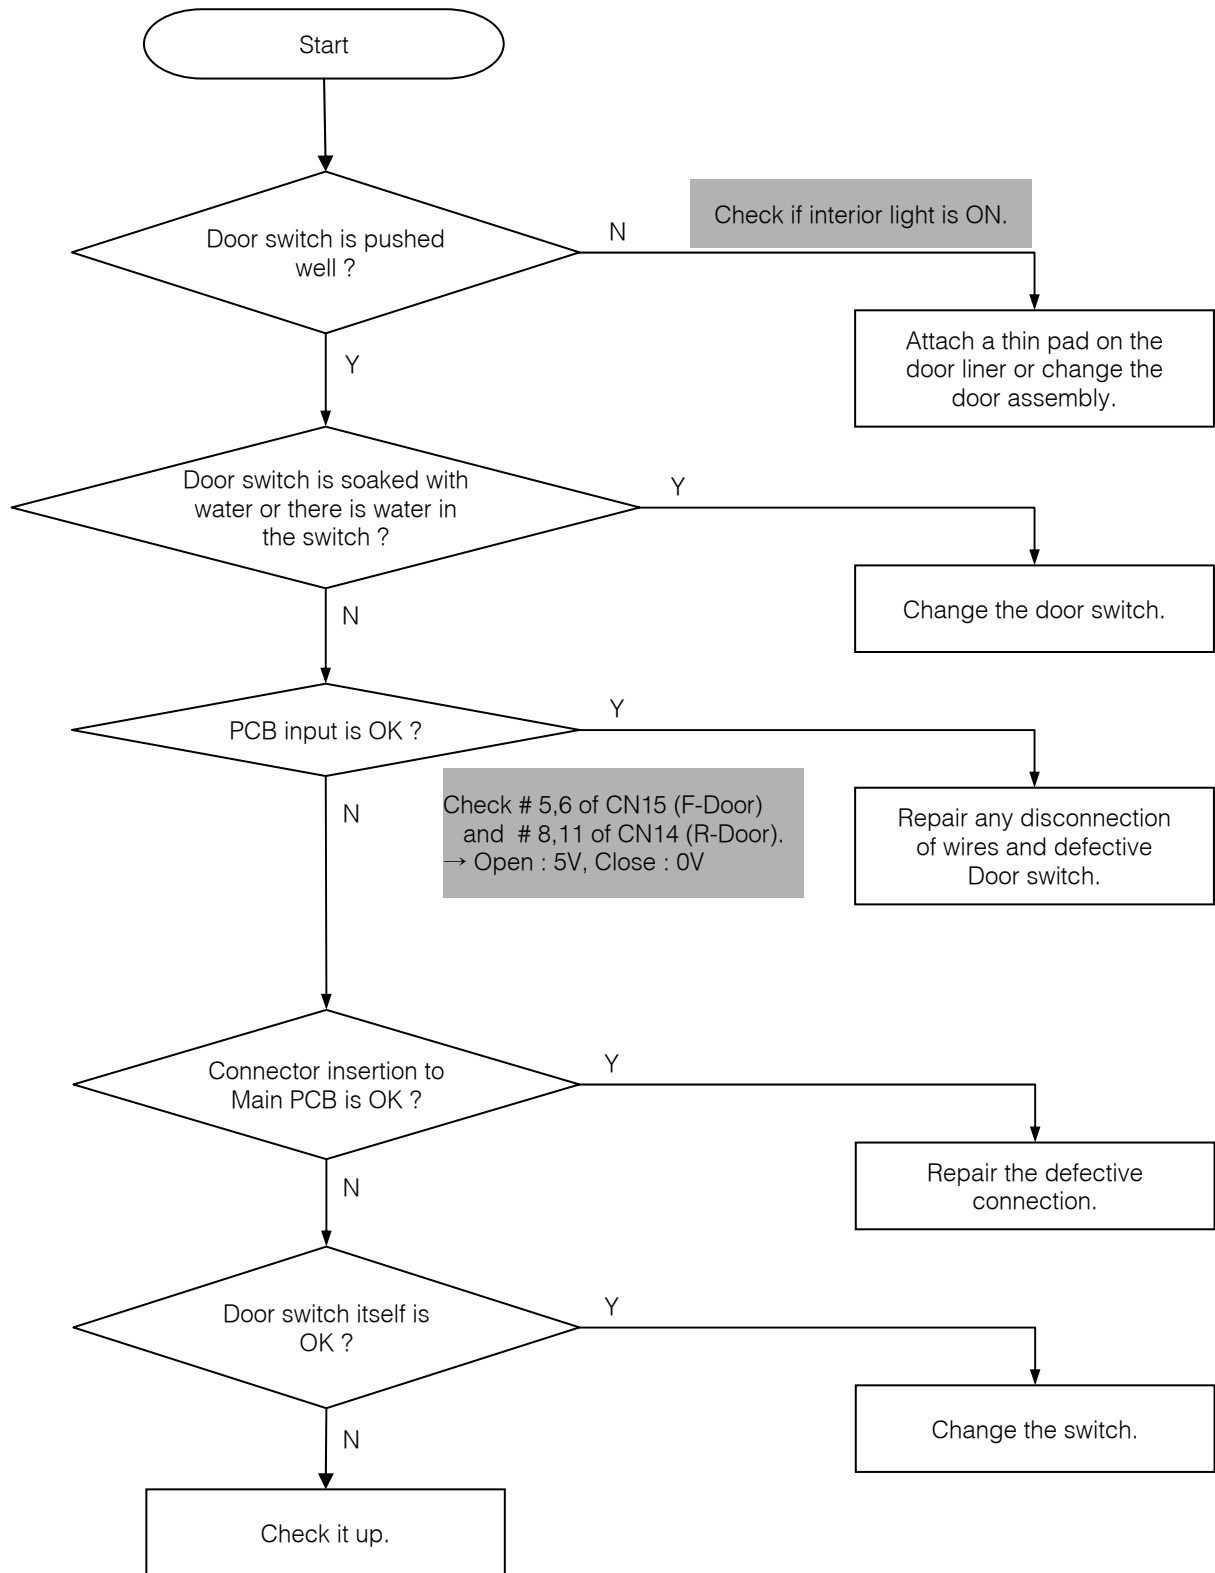 Start
Door switch is pushed
well ?
N
Check if interior light is ON.
Attach a thin pad on the
door liner or change the
door assembly.
Y
Door switch is soaked with
water or there is water in
the switch ?
Y
Change the door switch.
N
PCB input is OK ?
Y
Repair any disconnection
of wires and defective
Door switch.
N
Check # 5,6 of CN15 (F-Door)
and # 8,11 of CN14 (R-Door).
→ Open : 5V, Close : 0V
Connector insertion to
Main PCB is OK ?
Y
Repair the defective
connection.
N
Door switch itself is
OK ?
Y
Change the switch.
N
Check it up.